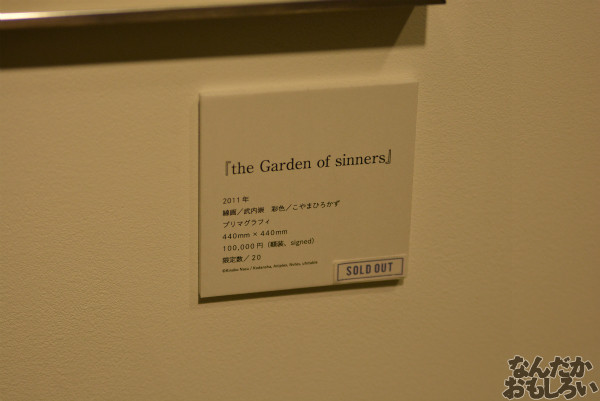 『the Garden of sinners』
2011年
線画／武内崇　彩色／こやまひろかず
プリマグラフィ
440mm × 440mm
100,000円（額装、signed）
限定数／20
SOLD OUT
なんだか
おもしろい